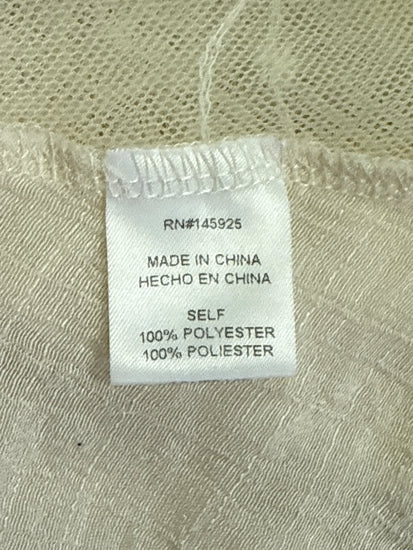 RN#145925
MADE IN CHINA
HECHO EN CHINA
SELF
100% POLYESTER
100% POLIESTER